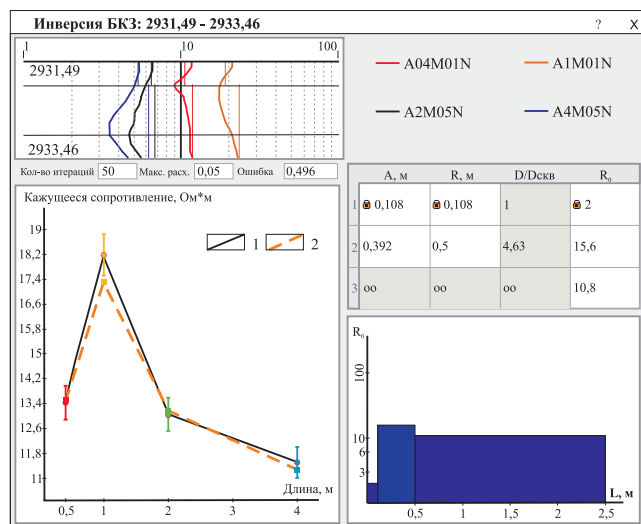 Инверсия БКЗ: 2931,49 - 2933,46 ? X
1 10 100
2931,49
2933,46
A04M01N A1M01N
A2M05N A4M05N
Кол-во итераций 50 Макс. расх. 0,05 Ошибка 0,496
Кажущееся сопротивление, Ом*м
19
18,2
17,4
16,6
15,8
15
14,2
13,4
12,6
11,8
11
1 2
Длина, м
0,5 1 2 3 4
A, м R, м D/Dскв R₀
1 0,108 0,108 1 2
2 0,392 0,5 4,63 15,6
3 oo oo oo 10,8
R₀
100
10
6
3
0,5 1 1,5 2 2,5
L, м